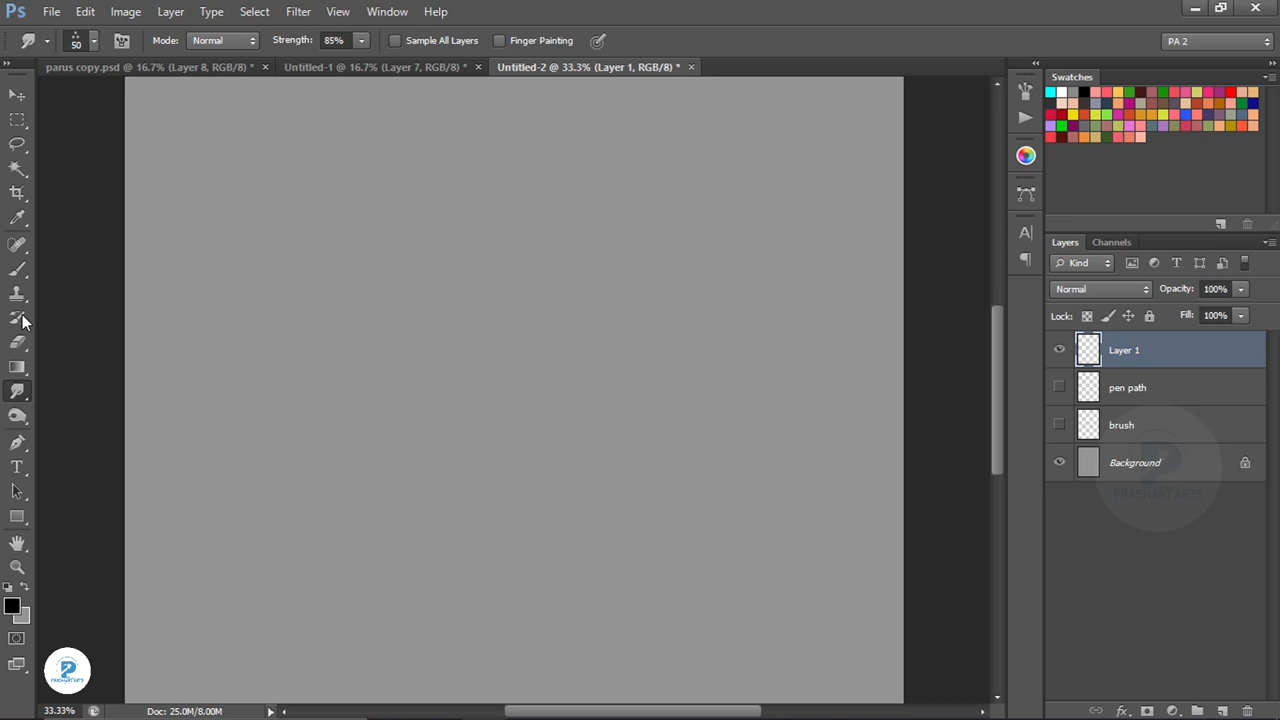 Ps File Edit Image Layer Type Select Filter View Window Help
50 Mode: Normal Strength: 85% Sample All Layers Finger Painting PA 2
parus copy.psd @ 16.7% (Layer 8, RGB/8) * × Untitled-1 @ 16.7% (Layer 7, RGB/8) * × Untitled-2 @ 33.3% (Layer 1, RGB/8) * ×
Swatches
Layers Channels
Kind
Normal Opacity: 100%
Lock: Fill: 100%
Layer 1
pen path
brush
Background
PRASHANT ARTS
PRASHANT ARTS
33.33% Doc: 25.0M/8.00M